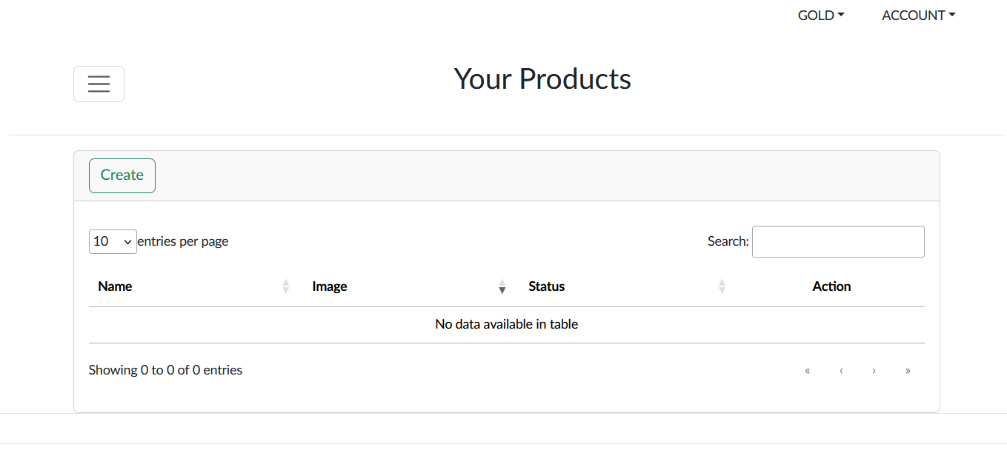 GOLD ACCOUNT
Your Products
Create
10 entries per page Search:
Name Image Status Action
No data available in table
Showing 0 to 0 of 0 entries « ‹ › »